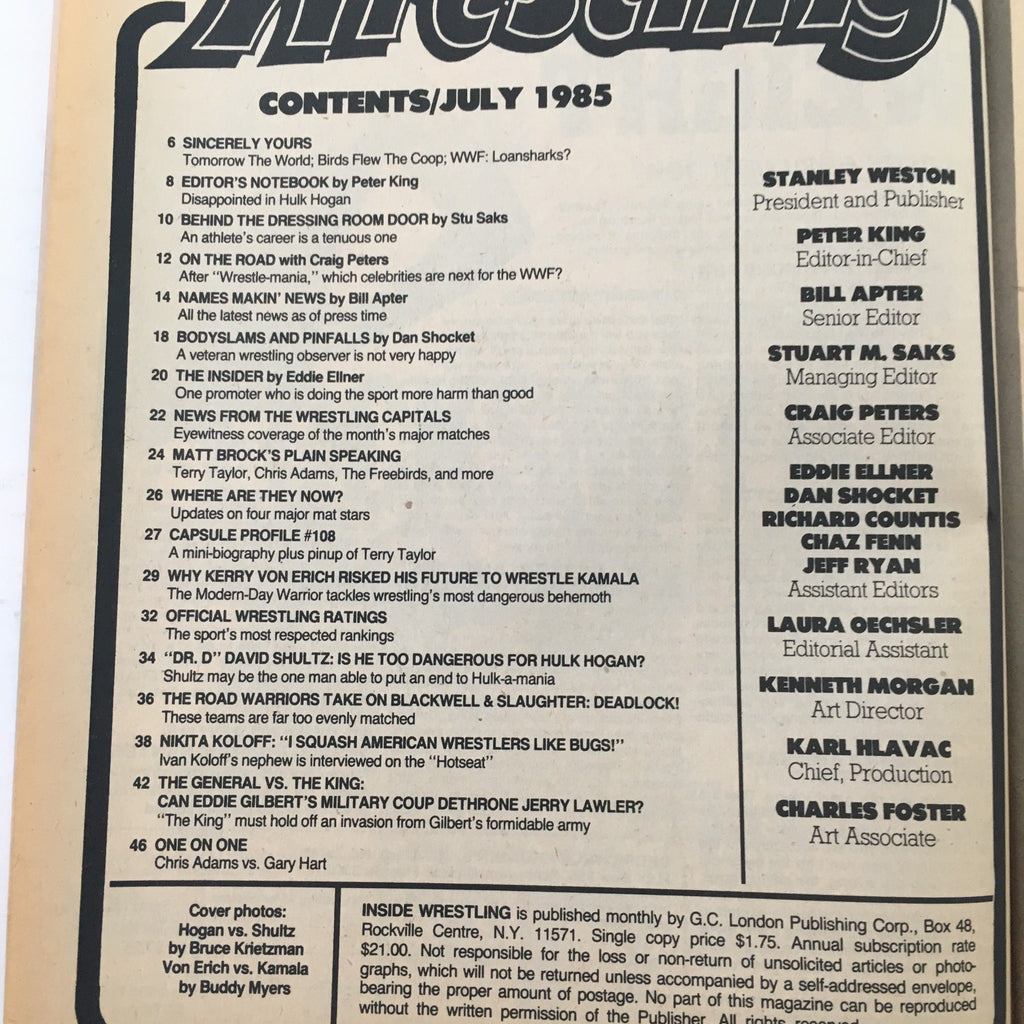 Wrestling
CONTENTS/JULY 1985
6 SINCERELY YOURS
Tomorrow The World; Birds Flew The Coop; WWF: Loansharks?
8 EDITOR'S NOTEBOOK by Peter King
Disappointed in Hulk Hogan
10 BEHIND THE DRESSING ROOM DOOR by Stu Saks
An athlete's career is a tenuous one
12 ON THE ROAD with Craig Peters
After "Wrestle-mania," which celebrities are next for the WWF?
14 NAMES MAKIN' NEWS by Bill Apter
All the latest news as of press time
18 BODYSLAMS AND PINFALLS by Dan Shocket
A veteran wrestling observer is not very happy
20 THE INSIDER by Eddie Ellner
One promoter who is doing the sport more harm than good
22 NEWS FROM THE WRESTLING CAPITALS
Eyewitness coverage of the month's major matches
24 MATT BROCK'S PLAIN SPEAKING
Terry Taylor, Chris Adams, The Freebirds, and more
26 WHERE ARE THEY NOW?
Updates on four major mat stars
27 CAPSULE PROFILE #108
A mini-biography plus pinup of Terry Taylor
29 WHY KERRY VON ERICH RISKED HIS FUTURE TO WRESTLE KAMALA
The Modern-Day Warrior tackles wrestling's most dangerous behemoth
32 OFFICIAL WRESTLING RATINGS
The sport's most respected rankings
34 "DR. D" DAVID SHULTZ: IS HE TOO DANGEROUS FOR HULK HOGAN?
Shultz may be the one man able to put an end to Hulk-a-mania
36 THE ROAD WARRIORS TAKE ON BLACKWELL & SLAUGHTER: DEADLOCK!
These teams are far too evenly matched
38 NIKITA KOLOFF: "I SQUASH AMERICAN WRESTLERS LIKE BUGS!"
Ivan Koloff's nephew is interviewed on the "Hotseat"
42 THE GENERAL VS. THE KING:
CAN EDDIE GILBERT'S MILITARY COUP DETHRONE JERRY LAWLER?
"The King" must hold off an invasion from Gilbert's formidable army
46 ONE ON ONE
Chris Adams vs. Gary Hart
STANLEY WESTON
President and Publisher
PETER KING
Editor-in-Chief
BILL APTER
Senior Editor
STUART M. SAKS
Managing Editor
CRAIG PETERS
Associate Editor
EDDIE ELLNER
DAN SHOCKET
RICHARD COUNTIS
CHAZ FENN
JEFF RYAN
Assistant Editors
LAURA OECHSLER
Editorial Assistant
KENNETH MORGAN
Art Director
KARL HLAVAC
Chief, Production
CHARLES FOSTER
Art Associate
Cover photos:
Hogan vs. Shultz
by Bruce Krietzman
Von Erich vs. Kamala
by Buddy Myers
INSIDE WRESTLING is published monthly by G.C. London Publishing Corp., Box 48,
Rockville Centre, N.Y. 11571. Single copy price $1.75. Annual subscription rate
$21.00. Not responsible for the loss or non-return of unsolicited articles or photo-
graphs, which will not be returned unless accompanied by a self-addressed envelope,
bearing the proper amount of postage. No part of this magazine can be reproduced
without the written permission of the Publisher. All rights reserved.